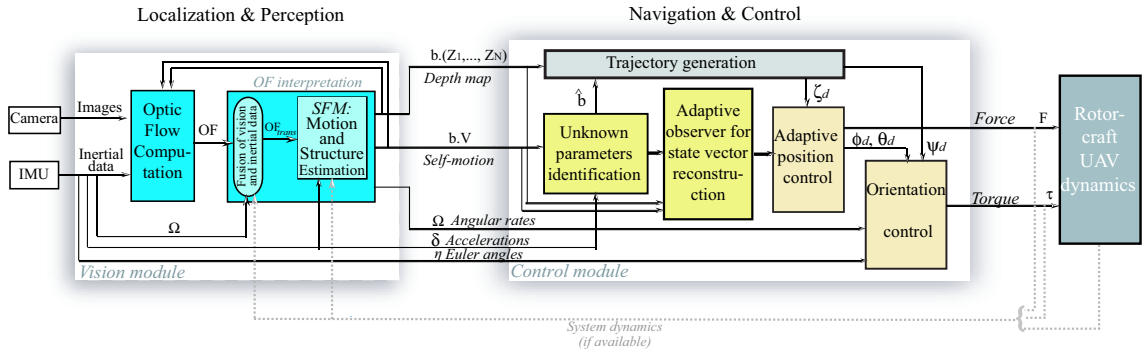 Localization & Perception
Navigation & Control
b.(Z1,..., ZN)
Depth map
OF interpretation
Trajectory generation
Camera
Images
IMU
Inertial
data
Optic
Flow
Compu-
tation
OF
Fusion of vision
and inertial data
OFtrans
SFM:
Motion
and
Structure
Estimation
b.V
Self-motion
b̂
Unknown
parameters
identification
Adaptive
observer for
state vector
reconstruc-
tion
ζd
Adaptive
position
control
ϕd, θd
ψd
Orientation
control
Force
F
Torque
τ
Rotor-
craft
UAV
dynamics
Ω
Ω Angular rates
δ Accelerations
η Euler angles
Vision module
Control module
System dynamics
(if available)